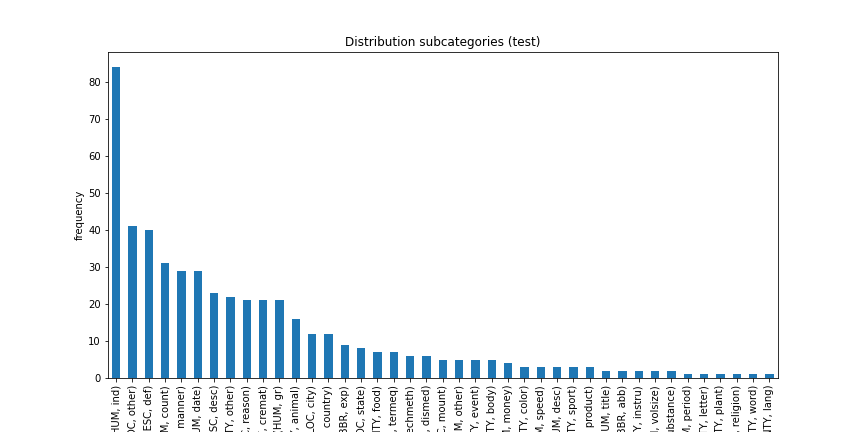 Distribution subcategories (test)
frequency
80
70
60
50
40
30
20
10
0
HUM, ind)
OC, other)
ESC, def)
M, count)
manner)
UM, date)
SC, desc)
TY, other)
, reason)
, cremat)
HUM, gr)
, animal)
OC, city)
country)
BBR, exp)
OC, state)
TY, food)
, termeq)
echmeth)
, dismed)
C, mount)
M, other)
Y, event)
TY, body)
, money)
TY, color)
M, speed)
UM, desc)
TY, sport)
product)
UM, title)
BBR, abb)
Y, instru)
, volsize)
ubstance)
M, period)
Y, letter)
TY, plant)
, religion)
TY, word)
TY, lang)